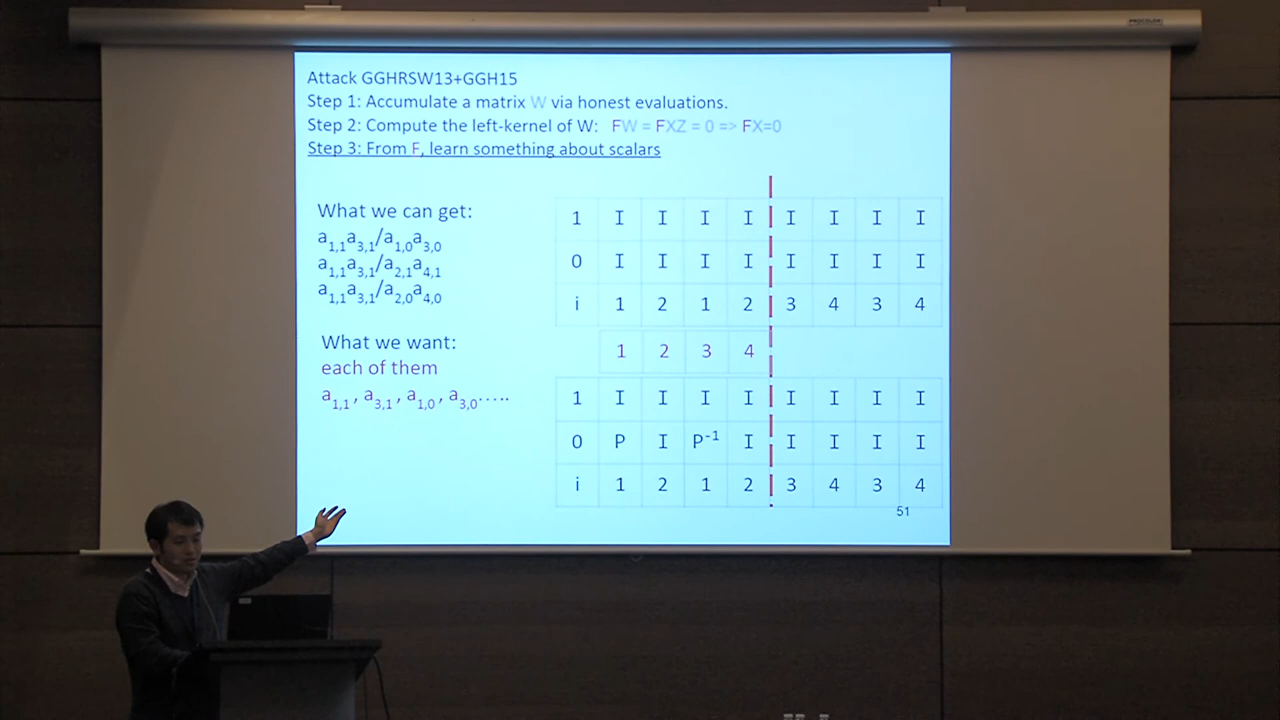 PROCOLOR
Attack GGHRSW13+GGH15
Step 1: Accumulate a matrix W via honest evaluations.
Step 2: Compute the left-kernel of W: FW = FXZ = 0 => FX=0
Step 3: From F, learn something about scalars
What we can get:
a1,1a3,1/a1,0a3,0
a1,1a3,1/a2,1a4,1
a1,1a3,1/a2,0a4,0
What we want:
each of them
a1,1 , a3,1 , a1,0 , a3,0.....
1 I I I I I I I I
0 I I I I I I I I
i 1 2 1 2 3 4 3 4
1 2 3 4
1 I I I I I I I I
0 P I P-1 I I I I I
i 1 2 1 2 3 4 3 4
51